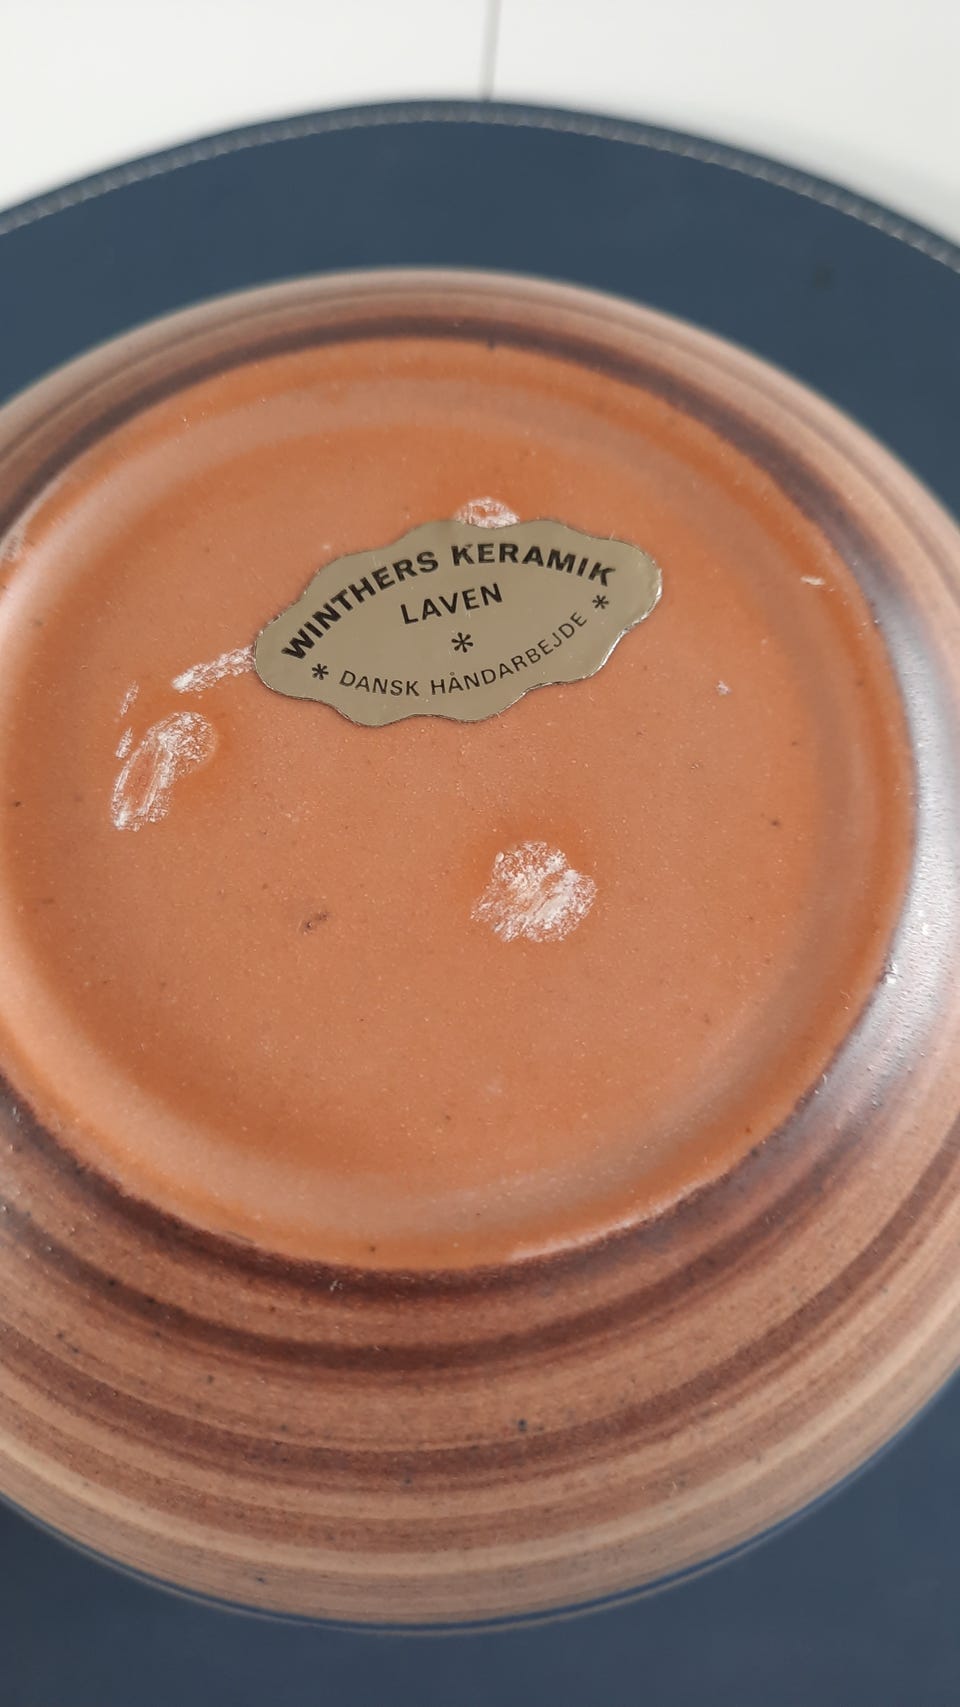 WINTHERS KERAMIK
LAVEN
*
* DANSK HÅNDARBEJDE *